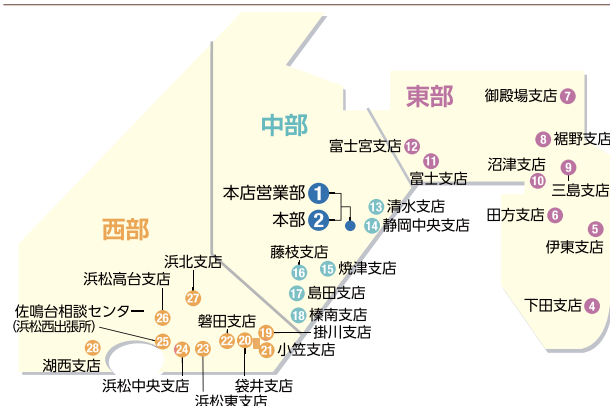 東部
御殿場支店 7
8 裾野支店
富士宮支店 12
11
富士支店
沼津支店
10
9
三島支店
田方支店 6
5
伊東支店
下田支店 4
中部
本店営業部 1
本部 2
13 清水支店
14 静岡中央支店
藤枝支店
16
15 焼津支店
17 島田支店
18 榛南支店
西部
浜北支店
27
浜松高台支店
26
佐鳴台相談センター
(浜松西出張所)
25
28
湖西支店
24
浜松中央支店
23
浜松東支店
磐田支店
22
20
袋井支店
19
掛川支店
21 小笠支店